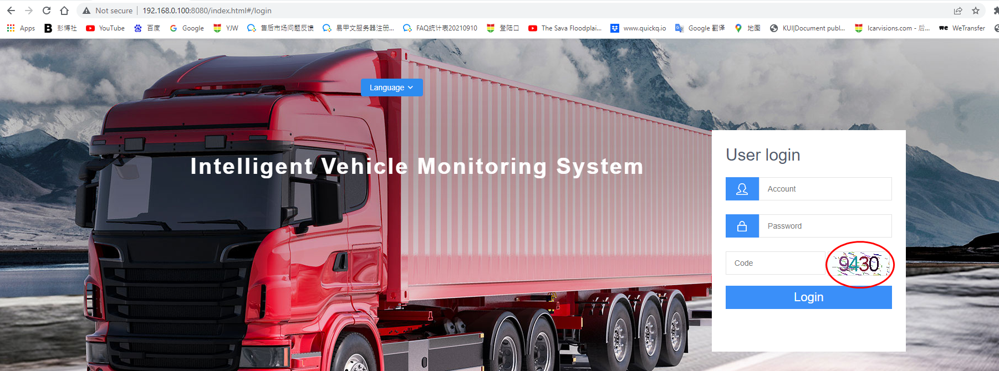 Not secure 192.168.0.100:8080/index.html#/login
Apps B 彭博社 YouTube 百度 Google YJW 售后市场问题反馈 易甲文服务器注册... FAQ统计表20210910 登陆口 The Sava Floodplai... www.quickq.io Google 翻译 地图 KUI|Document publ... Icarvisions.com - 后... we WeTransfer
Language
Intelligent Vehicle Monitoring System
User login
Account
Password
Code 9430
Login